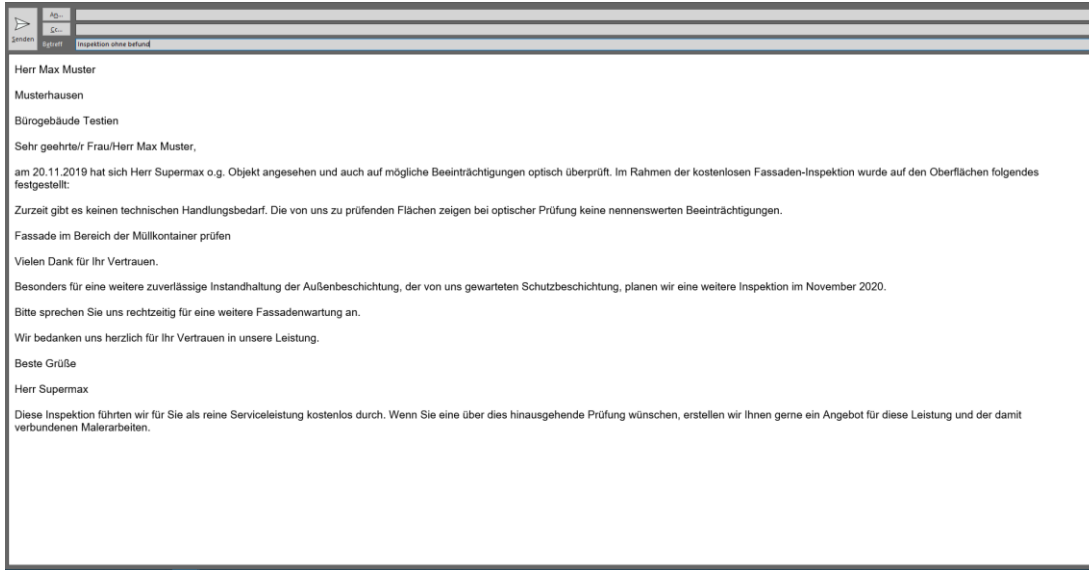 An...
Cc...
Senden
Betreff
Inspektion ohne befund
Herr Max Muster
Musterhausen
Bürogebäude Testien
Sehr geehrte/r Frau/Herr Max Muster,
am 20.11.2019 hat sich Herr Supermax o.g. Objekt angesehen und auch auf mögliche Beeinträchtigungen optisch überprüft. Im Rahmen der kostenlosen Fassaden-Inspektion wurde auf den Oberflächen folgendes
festgestellt:
Zurzeit gibt es keinen technischen Handlungsbedarf. Die von uns zu prüfenden Flächen zeigen bei optischer Prüfung keine nennenswerten Beeinträchtigungen.
Fassade im Bereich der Müllkontainer prüfen
Vielen Dank für Ihr Vertrauen.
Besonders für eine weitere zuverlässige Instandhaltung der Außenbeschichtung, der von uns gewarteten Schutzbeschichtung, planen wir eine weitere Inspektion im November 2020.
Bitte sprechen Sie uns rechtzeitig für eine weitere Fassadenwartung an.
Wir bedanken uns herzlich für Ihr Vertrauen in unsere Leistung.
Beste Grüße
Herr Supermax
Diese Inspektion führten wir für Sie als reine Serviceleistung kostenlos durch. Wenn Sie eine über dies hinausgehende Prüfung wünschen, erstellen wir Ihnen gerne ein Angebot für diese Leistung und der damit
verbundenen Malerarbeiten.